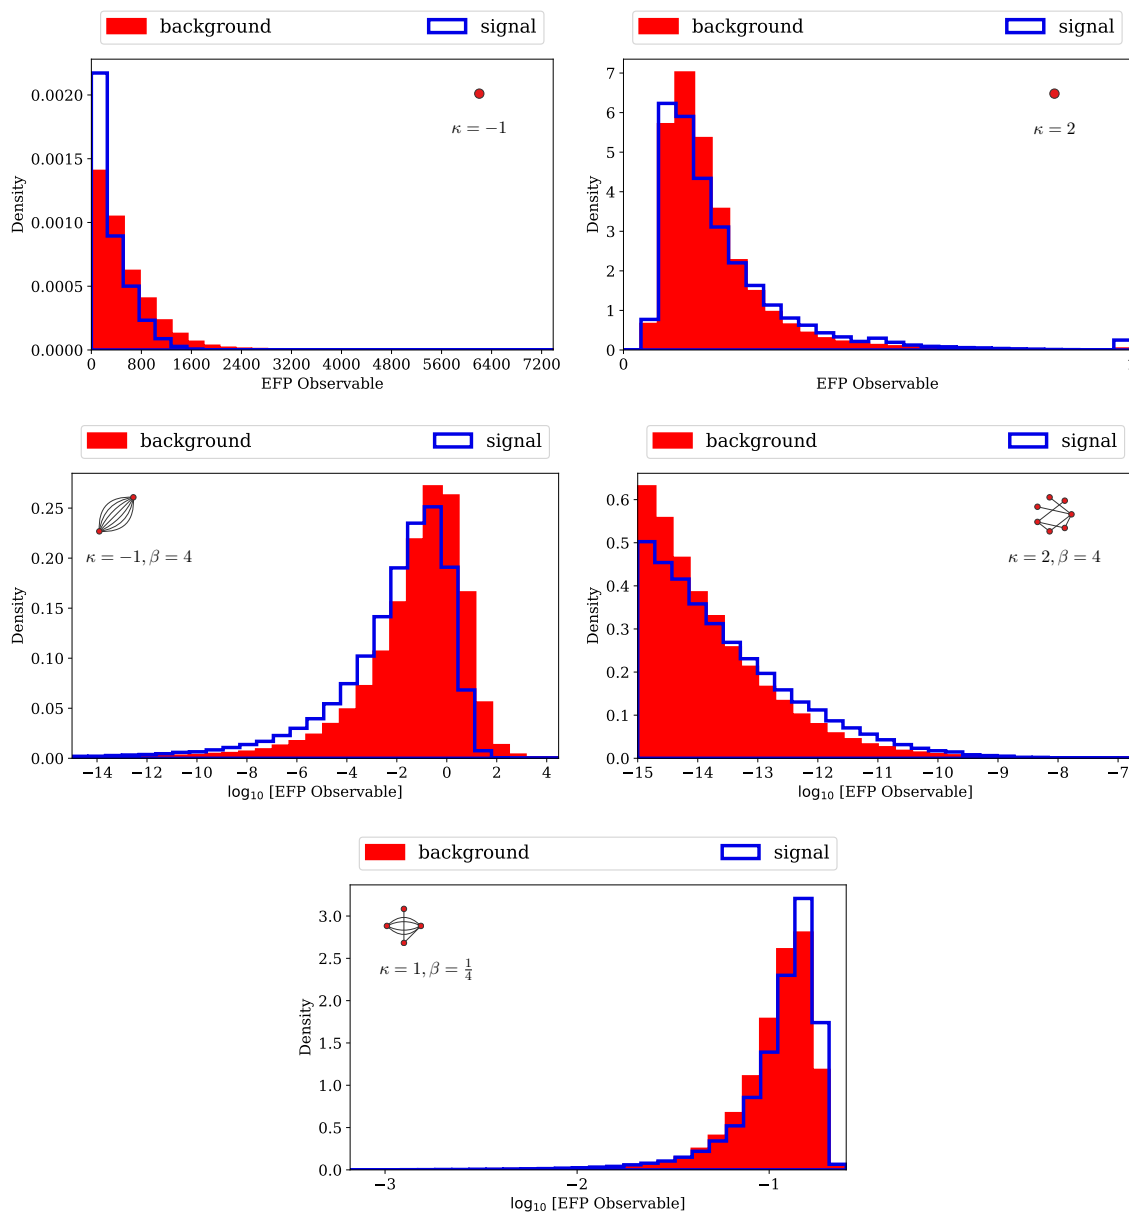 background signal
0.0020
0.0015
0.0010
0.0005
0.0000
Density
κ = −1
0 800 1600 2400 3200 4000 4800 5600 6400 7200
EFP Observable
background signal
7
6
5
4
3
2
1
0
Density
κ = 2
0
EFP Observable
background signal
0.25
0.20
0.15
0.10
0.05
0.00
Density
κ = −1, β = 4
−14 −12 −10 −8 −6 −4 −2 0 2 4
log₁₀ [EFP Observable]
background signal
0.6
0.5
0.4
0.3
0.2
0.1
0.0
Density
κ = 2, β = 4
−15 −14 −13 −12 −11 −10 −9 −8 −7
log₁₀ [EFP Observable]
background signal
3.0
2.5
2.0
1.5
1.0
0.5
0.0
Density
κ = 1, β = 1/4
−3 −2 −1
log₁₀ [EFP Observable]